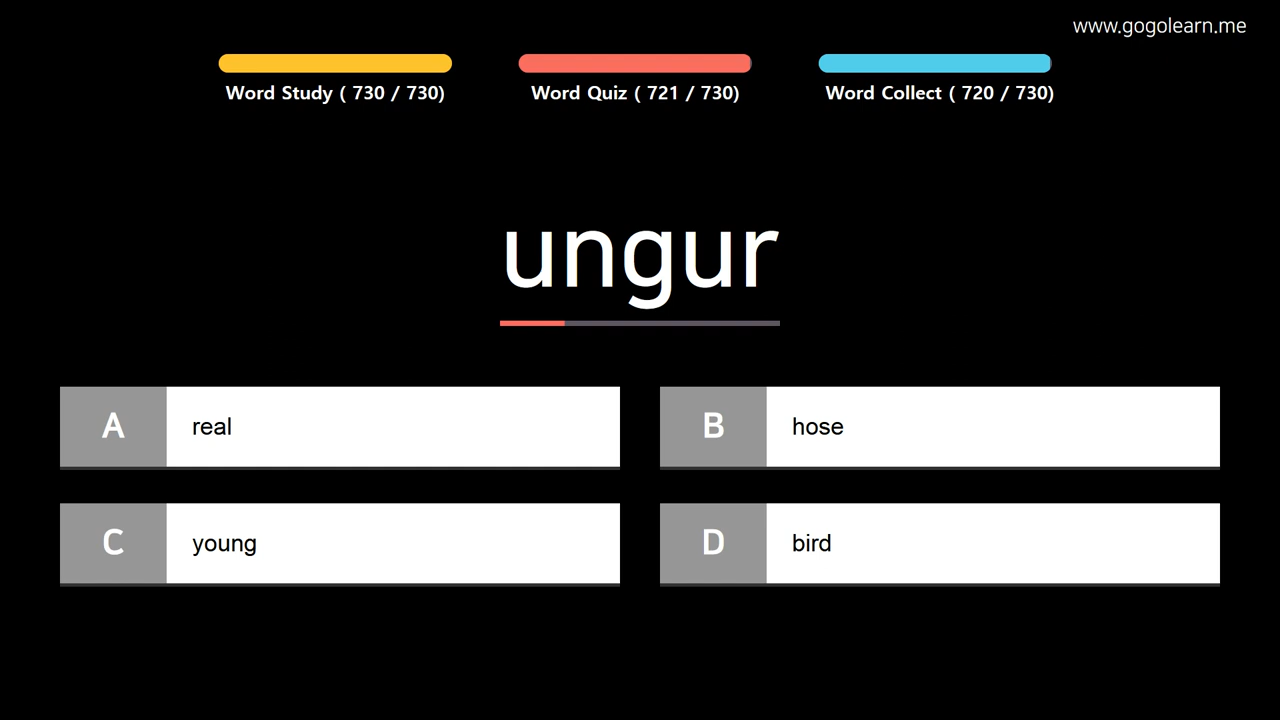 www.gogolearn.me
Word Study ( 730 / 730)
Word Quiz ( 721 / 730)
Word Collect ( 720 / 730)
ungur
A real
B hose
C young
D bird